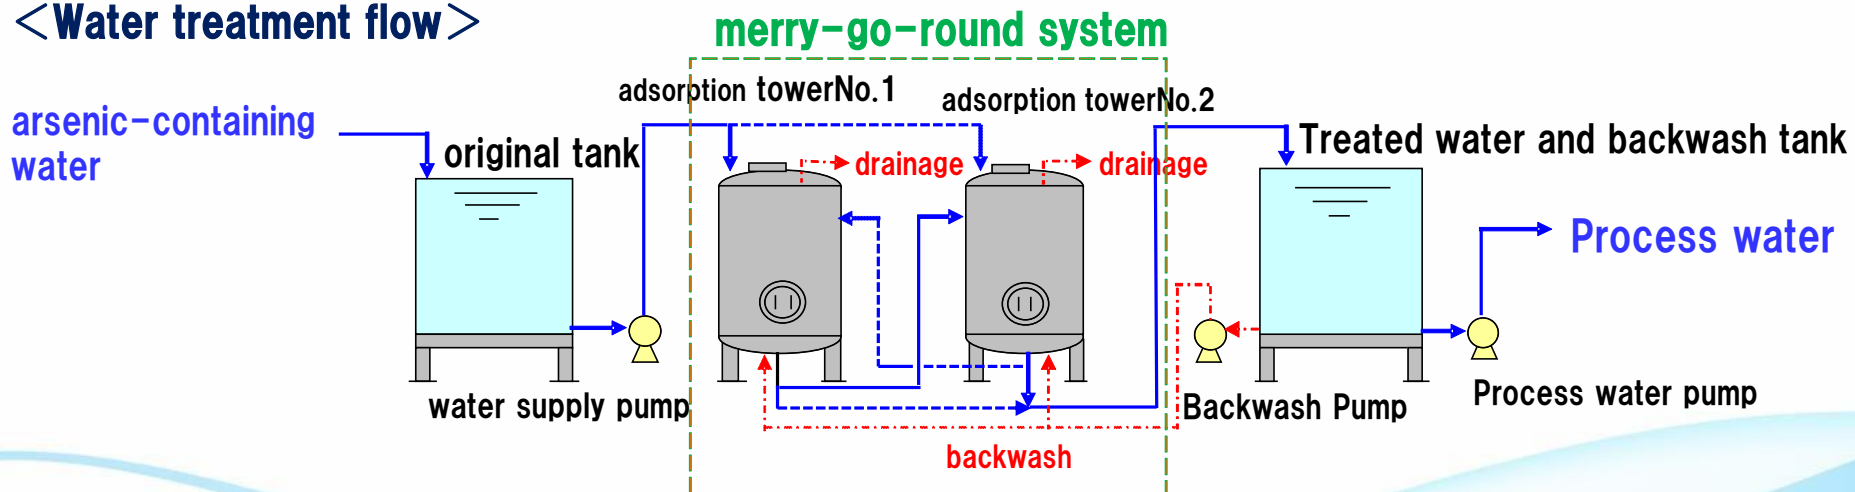 ＜Water treatment flow＞
merry-go-round system
adsorption towerNo.1
adsorption towerNo.2
arsenic-containing
water
original tank
Treated water and backwash tank
drainage
drainage
Process water
water supply pump
Backwash Pump
Process water pump
backwash